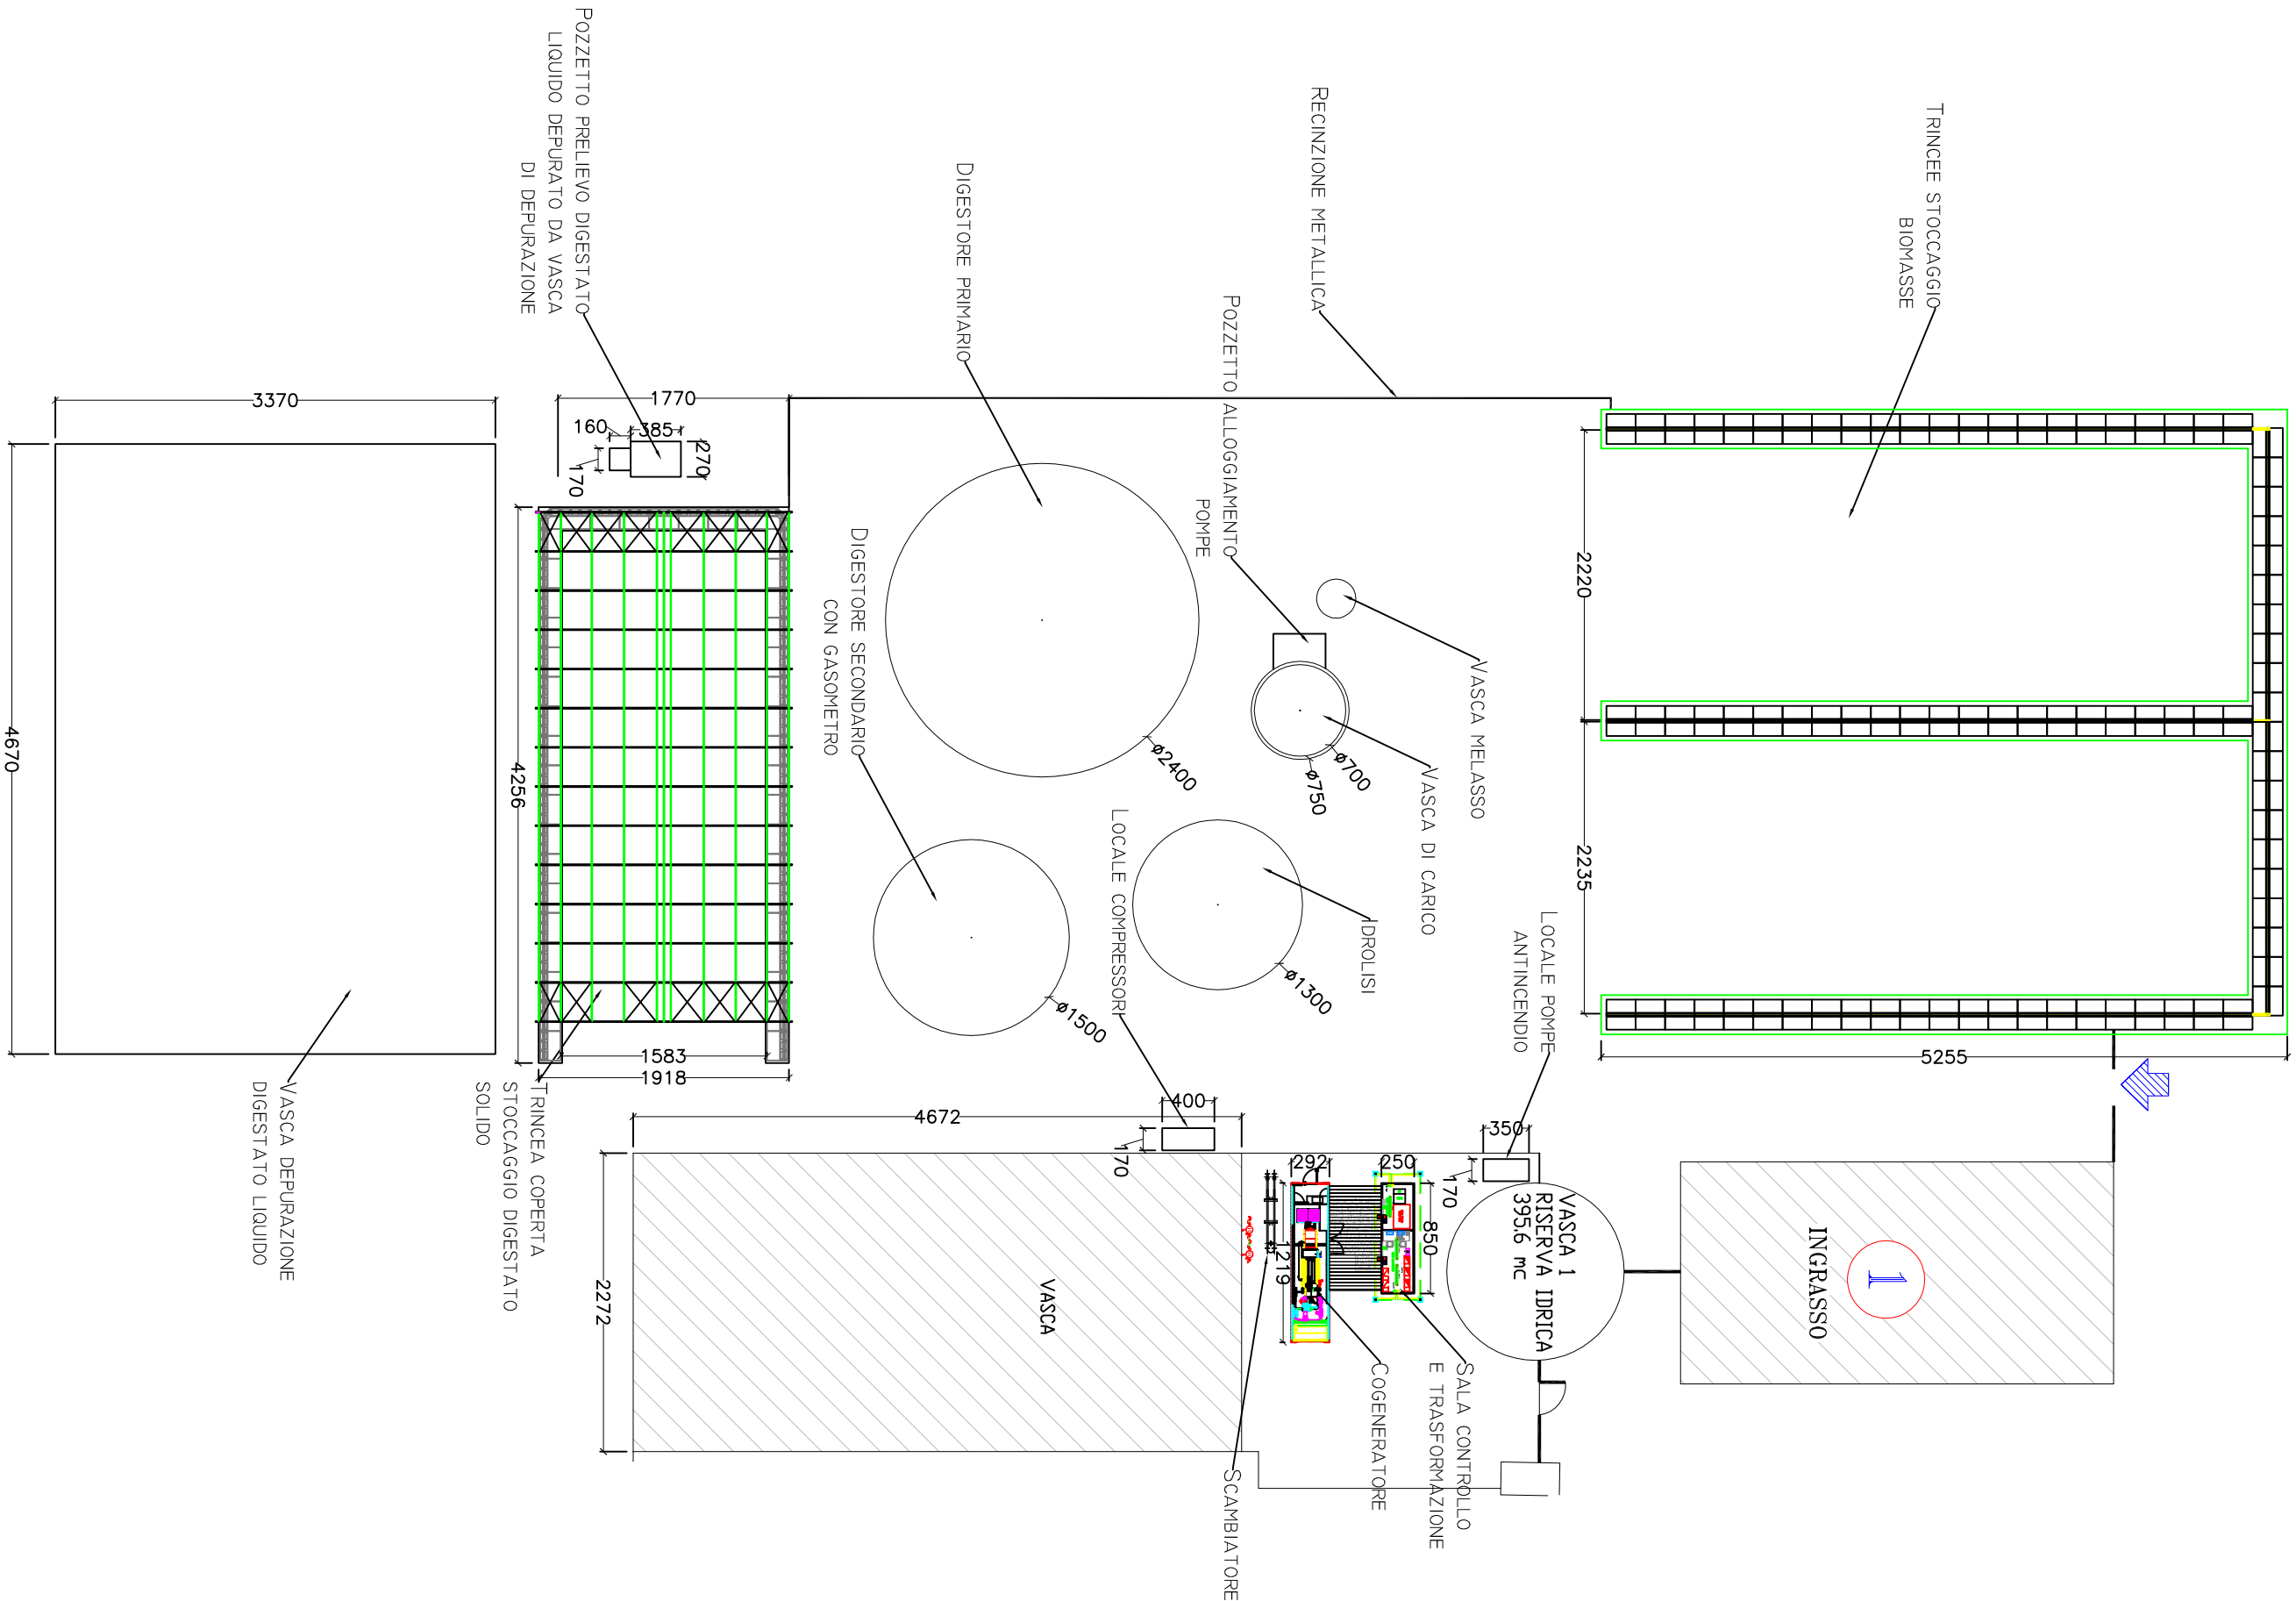 TRINCEE STOCCAGGIO
BIOMASSE
RECINZIONE METALLICA
POZZETTO ALLOGGIAMENTO
POMPE
DIGESTORE PRIMARIO
POZZETTO PRELIEVO DIGESTATO
LIQUIDO DEPURATO DA VASCA
DI DEPURAZIONE
DIGESTORE SECONDARIO
CON GASOMETRO
VASCA MELASSO
VASCA DI CARICO
IDROLISI
LOCALE COMPRESSORI
LOCALE POMPE
ANTINCENDIO
VASCA 1
RISERVA IDRICA
395.6 mc
INGRASSO
1
SALA CONTROLLO
E TRASFORMAZIONE
COGENERATORE
SCAMBIATORE
VASCA
TRINCEA COPERTA
STOCCAGGIO DIGESTATO
SOLIDO
VASCA DEPURAZIONE
DIGESTATO LIQUIDO
2220
2235
5255
ø700
ø750
ø2400
ø1300
ø1500
1770
160
385
270
170
3370
4670
4256
1583
1918
4672
2272
400
170
350
170
250
850
292
1219